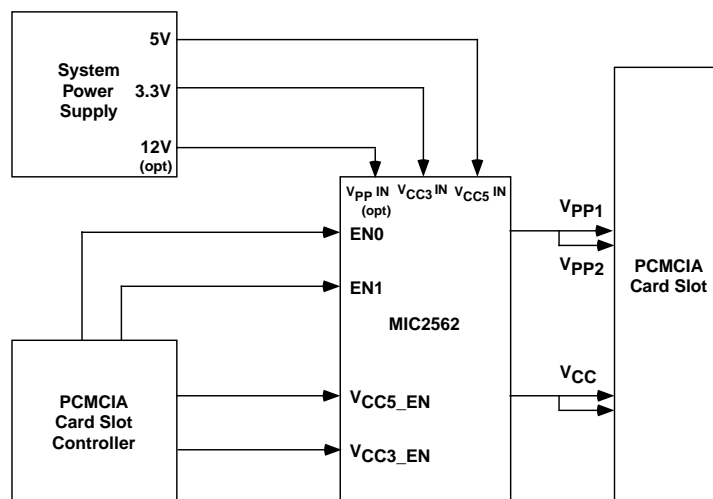 System
Power
Supply
5V
3.3V
12V
(opt)
VPP IN
(opt)
VCC3 IN
VCC5 IN
EN0
EN1
MIC2562
VCC5_EN
VCC3_EN
VPP1
VPP2
VCC
PCMCIA
Card Slot
PCMCIA
Card Slot
Controller